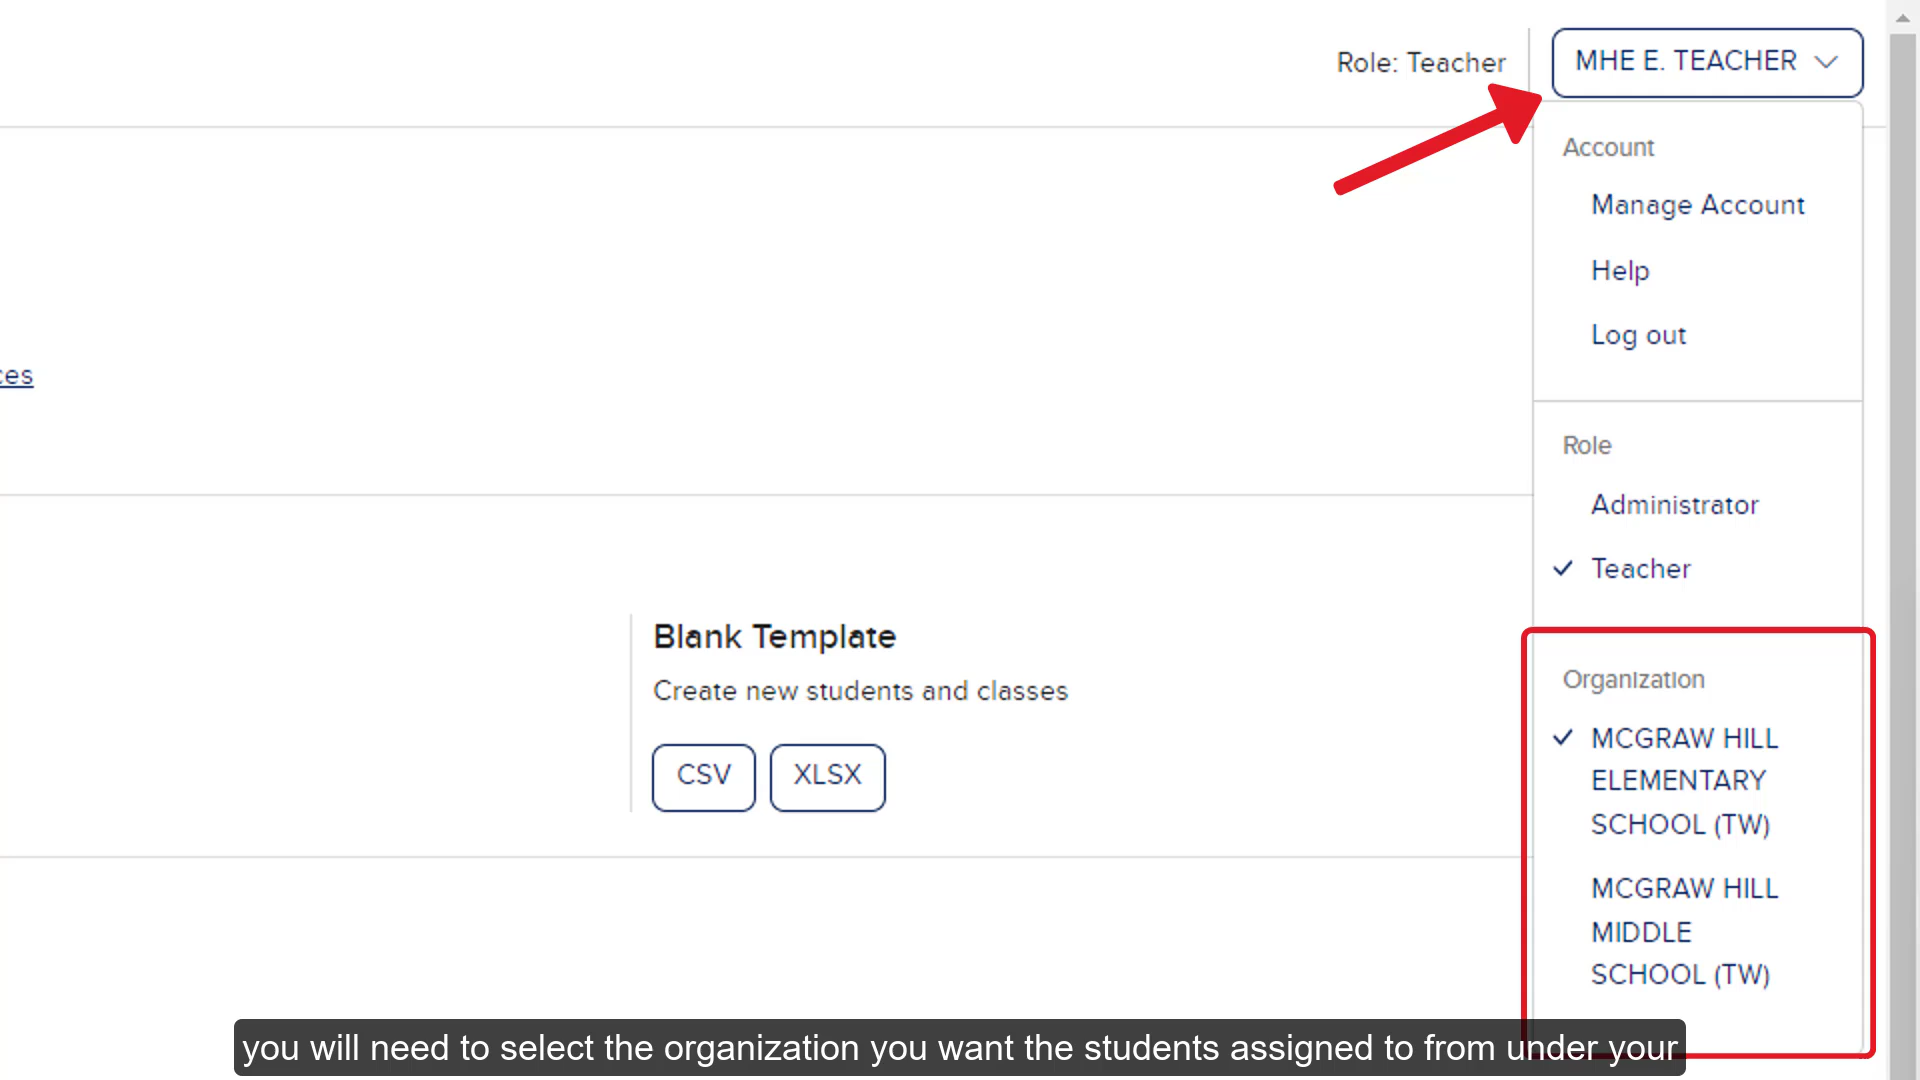 Role: Teacher
MHE E. TEACHER
Account
Manage Account
Help
Log out
ces
Role
Administrator
Teacher
Blank Template
Create new students and classes
CSV
XLSX
Organization
MCGRAW HILL
ELEMENTARY
SCHOOL (TW)
MCGRAW HILL
MIDDLE
SCHOOL (TW)
you will need to select the organization you want the students assigned to from under your